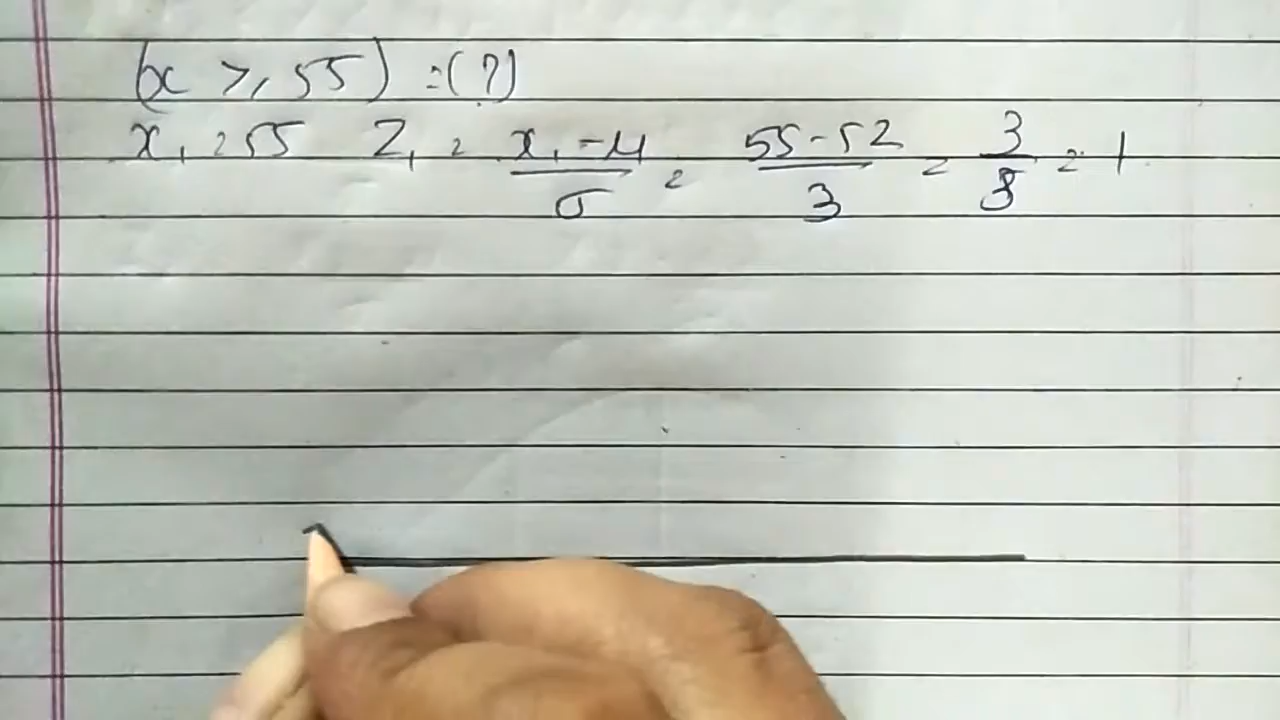 (x ≥ 55) = (?)
x₁ = 55 Z₁ = (x₁ - μ)/σ = (55 - 52)/3 = 3/3 = 1